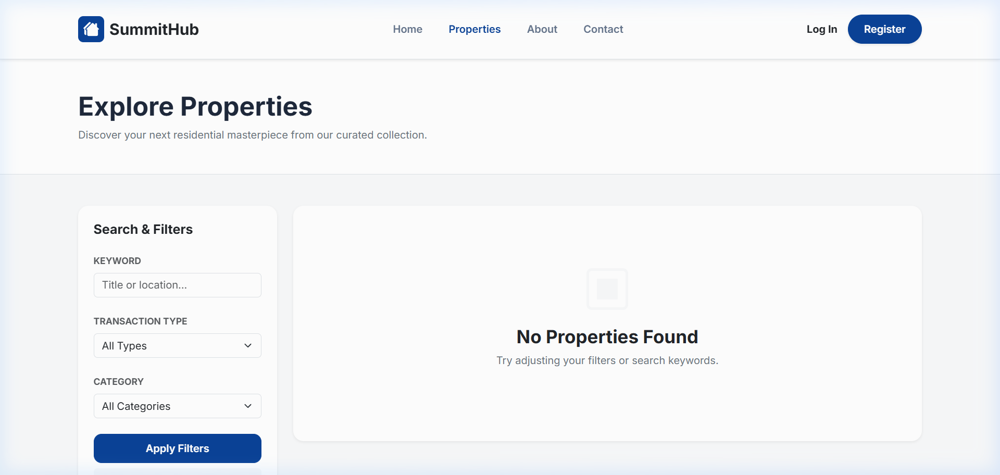 SummitHub
Home Properties About Contact
Log In Register
Explore Properties
Discover your next residential masterpiece from our curated collection.
Search & Filters
KEYWORD
Title or location...
TRANSACTION TYPE
All Types
CATEGORY
All Categories
Apply Filters
No Properties Found
Try adjusting your filters or search keywords.